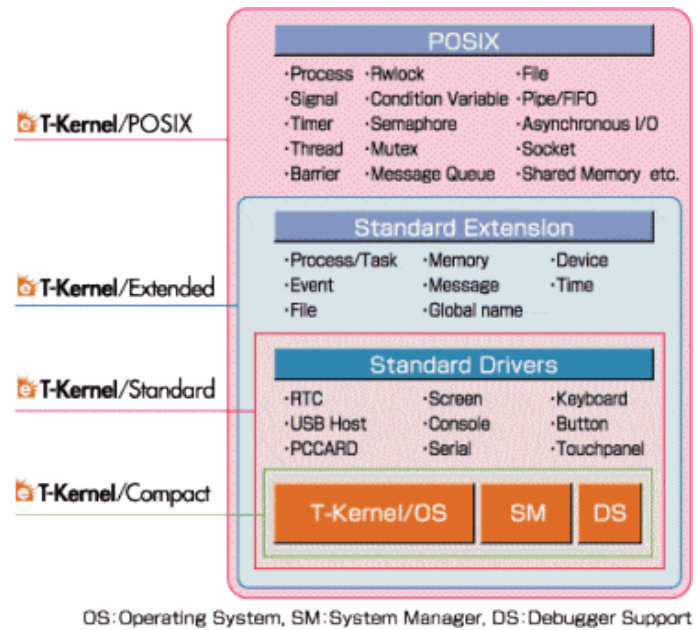 POSIX
·Process ·Rwlock ·File
·Signal ·Condition Variable ·Pipe/FIFO
·Timer ·Semaphore ·Asynchronous I/O
·Thread ·Mutex ·Socket
·Barrier ·Message Queue ·Shared Memory etc.
e T-Kernel/POSIX
Standard Extension
·Process/Task ·Memory ·Device
·Event ·Message ·Time
·File ·Global name
e T-Kernel/Extended
Standard Drivers
·RTC ·Screen ·Keyboard
·USB Host ·Console ·Button
·PCCARD ·Serial ·Touchpanel
e T-Kernel/Standard
e T-Kernel/Compact
T-Kernel/OS SM DS
OS:Operating System, SM:System Manager, DS:Debugger Support